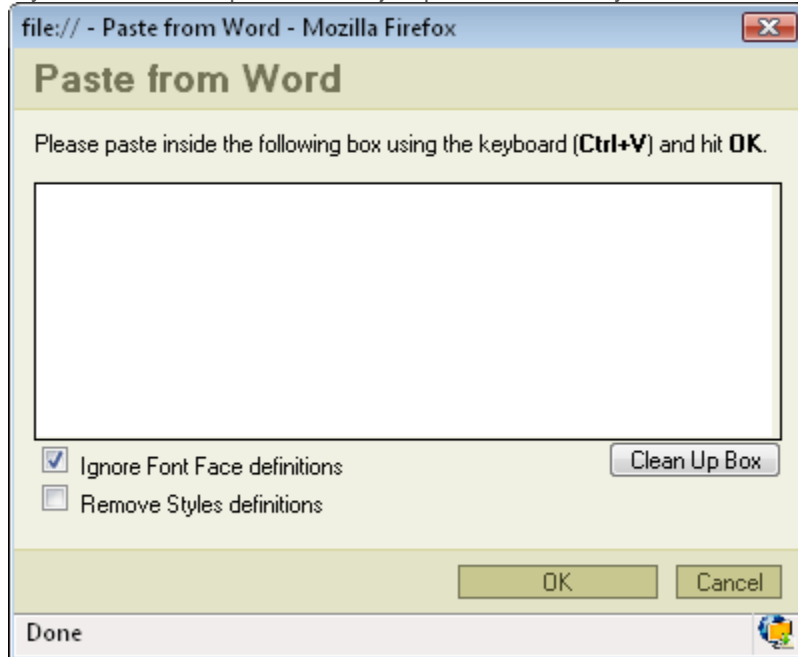 file:// - Paste from Word - Mozilla Firefox
Paste from Word
Please paste inside the following box using the keyboard (Ctrl+V) and hit OK.
Ignore Font Face definitions
Clean Up Box
Remove Styles definitions
OK
Cancel
Done